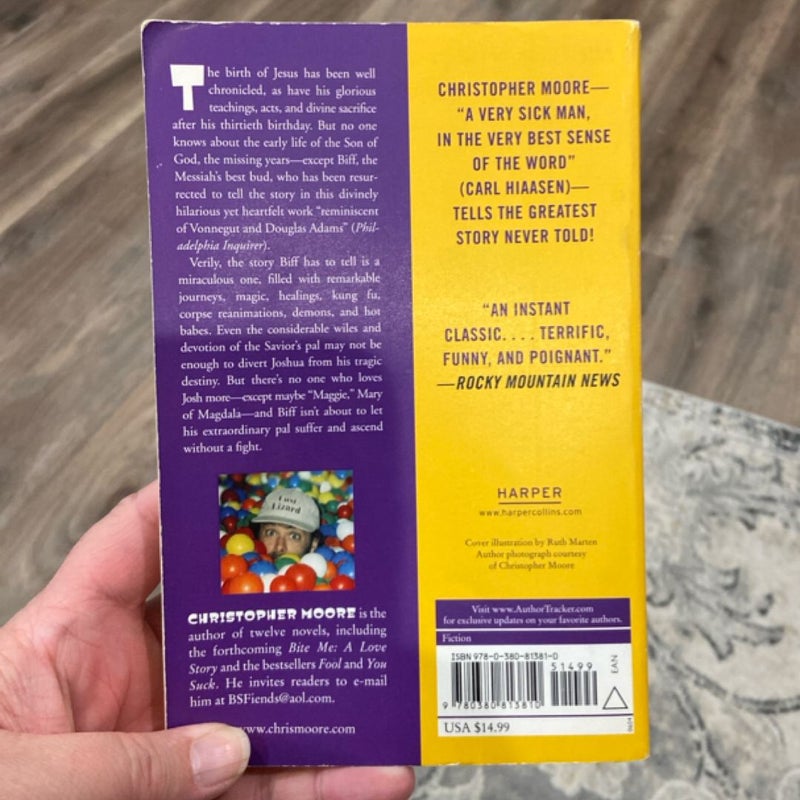 The birth of Jesus has been well
chronicled, as have his glorious
teachings, acts, and divine sacrifice
after his thirtieth birthday. But no one
knows about the early life of the Son of
God, the missing years—except Biff, the
Messiah's best bud, who has been resur-
rected to tell the story in this divinely
hilarious yet heartfelt work "reminiscent
of Vonnegut and Douglas Adams" (Phil-
adelphia Inquirer).
Verily, the story Biff has to tell is a
miraculous one, filled with remarkable
journeys, magic, healings, kung fu,
corpse reanimations, demons, and hot
babes. Even the considerable wiles and
devotion of the Savior's pal may not be
enough to divert Joshua from his tragic
destiny. But there's no one who loves
Josh more—except maybe "Maggie," Mary
of Magdala—and Biff isn't about to let
his extraordinary pal suffer and ascend
without a fight.
Lust
Lizard
CHRISTOPHER MOORE is the
author of twelve novels, including
the forthcoming Bite Me: A Love
Story and the bestsellers Fool and You
Suck. He invites readers to e-mail
him at BSFiends@aol.com.
www.chrismoore.com
CHRISTOPHER MOORE—
"A VERY SICK MAN,
IN THE VERY BEST SENSE
OF THE WORD"
(CARL HIAASEN)—
TELLS THE GREATEST
STORY NEVER TOLD!
"AN INSTANT
CLASSIC. . . . TERRIFIC,
FUNNY, AND POIGNANT."
—ROCKY MOUNTAIN NEWS
HARPER
www.harpercollins.com
Cover illustration by Ruth Marten
Author photograph courtesy
of Christopher Moore
Visit www.AuthorTracker.com
for exclusive updates on your favorite authors.
Fiction
ISBN 978-0-380-81381-0
51499
EAN
9 780380 813810
USA $14.99